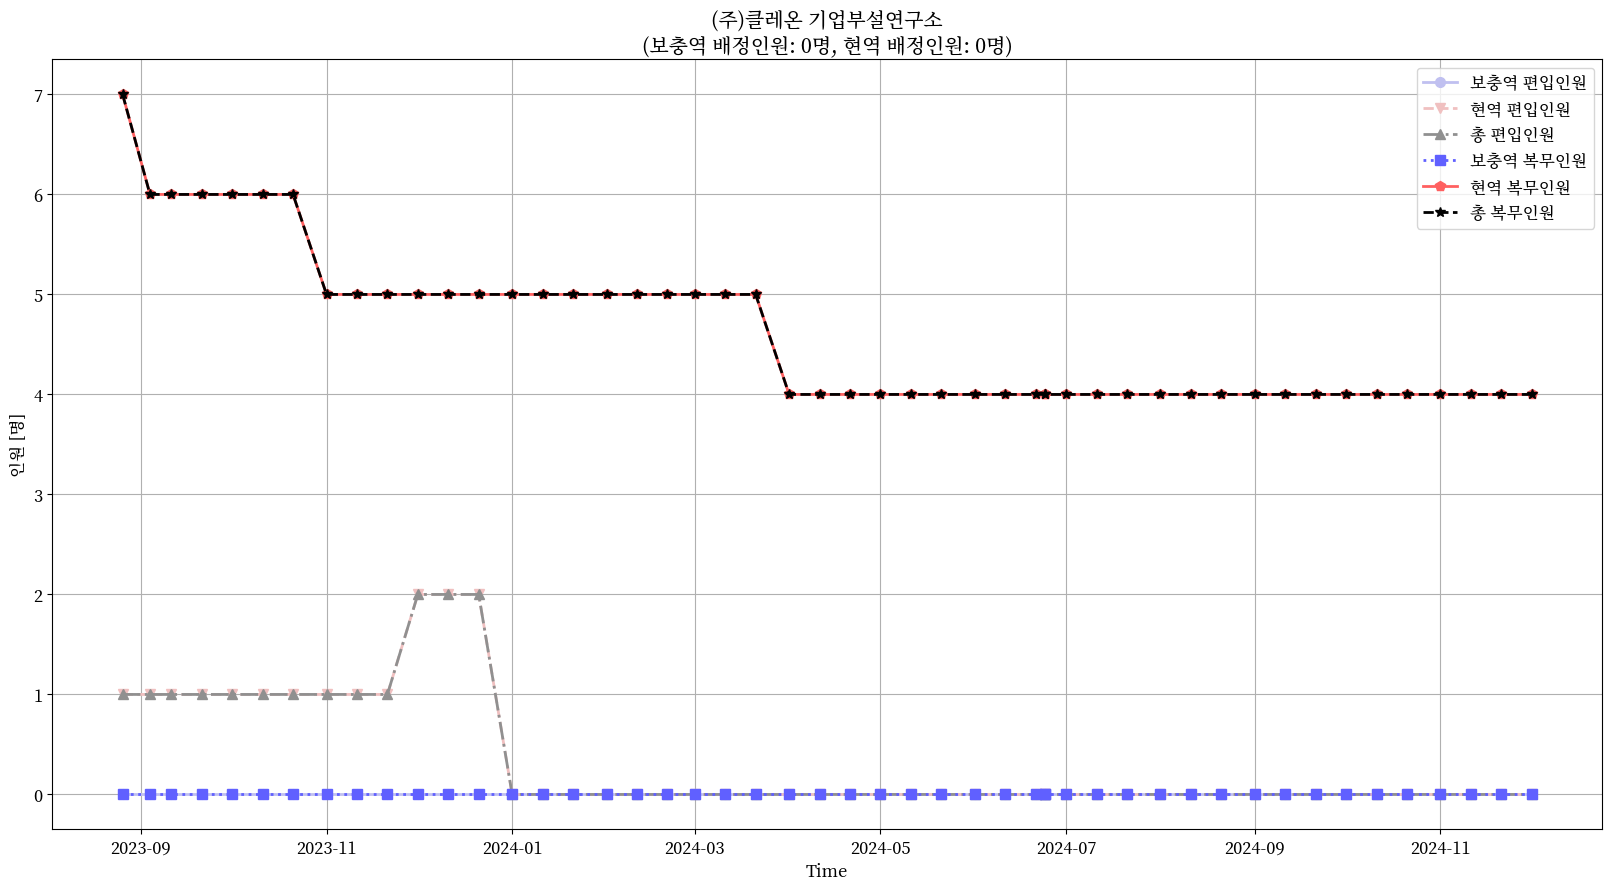 (주)클레온 기업부설연구소
(보충역 배정인원: 0명, 현역 배정인원: 0명)
보충역 편입인원
현역 편입인원
총 편입인원
보충역 복무인원
현역 복무인원
총 복무인원
인원 [명]
7
6
5
4
3
2
1
0
2023-09
2023-11
2024-01
2024-03
2024-05
2024-07
2024-09
2024-11
Time